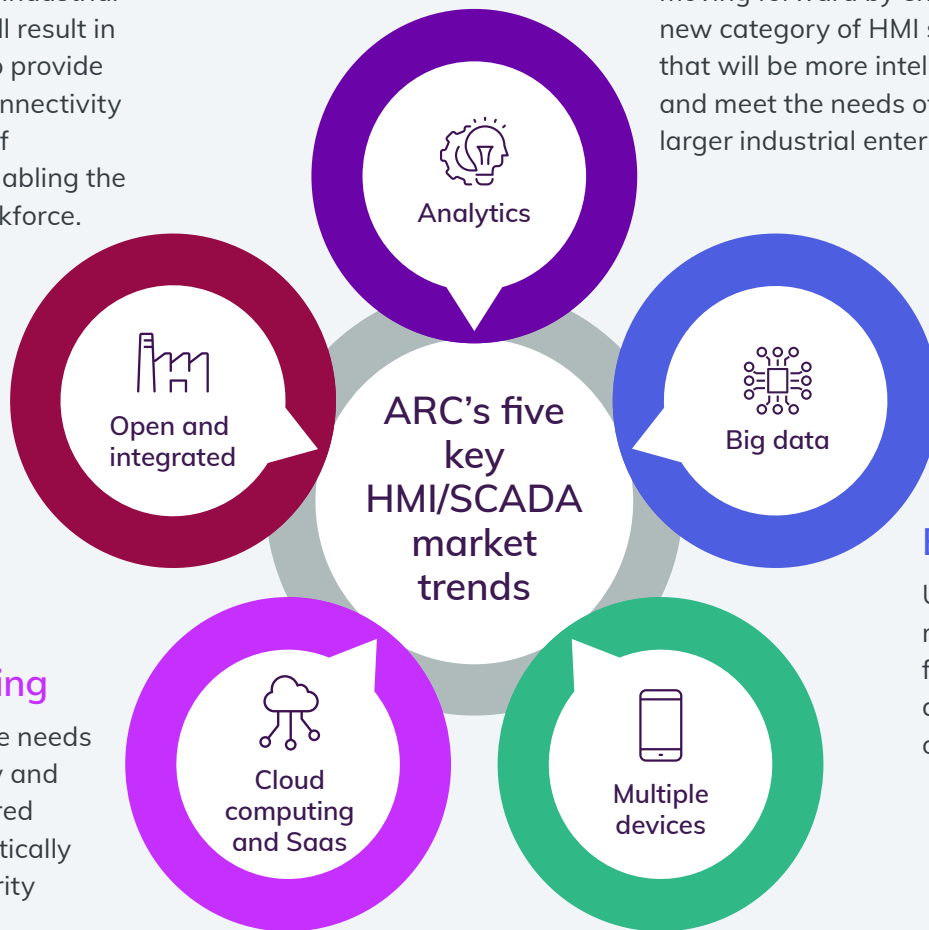 ll result in
provide
nnectivity
f
abling the
kforce.
new category of HMI
that will be more
and meet the needs
larger industrial
Analytics
Open and
integrated
ARC's five
key
HMI/SCADA
market
trends
Big data
ing
e needs
and
red
tically
rity
Cloud
computing
and Saas
Multiple
devices